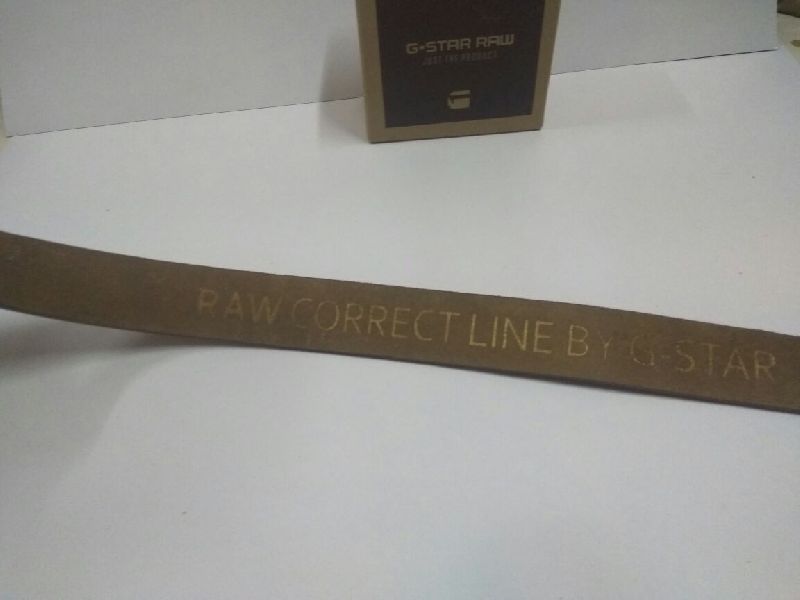 G-STAR RAW
JUST THE PRODUCT
RAW CORRECT LINE BY G-STAR